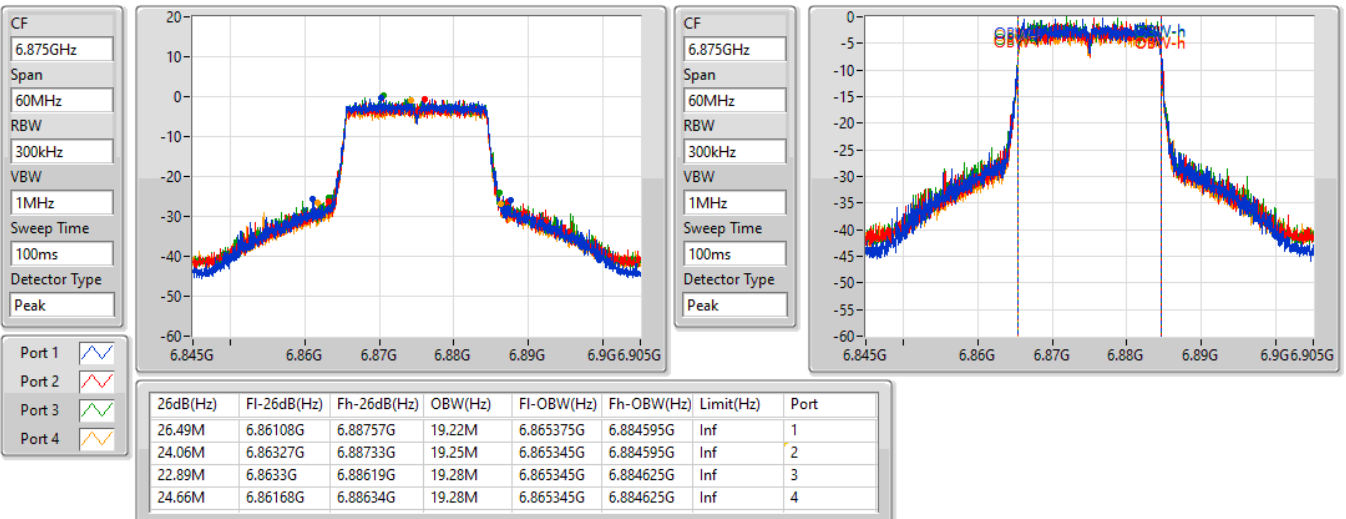 CF
6.875GHz
Span
60MHz
RBW
300kHz
VBW
1MHz
Sweep Time
100ms
Detector Type
Peak
Port 1
Port 2
Port 3
Port 4
20
10
0
-10
-20
-30
-40
-50
-60
6.845G 6.86G 6.87G 6.88G 6.89G 6.9G 6.905G
CF
6.875GHz
Span
60MHz
RBW
300kHz
VBW
1MHz
Sweep Time
100ms
Detector Type
Peak
0
-5
-10
-15
-20
-25
-30
-35
-40
-45
-50
-55
-60
6.845G 6.86G 6.87G 6.88G 6.89G 6.9G 6.905G
26dB(Hz) Fl-26dB(Hz) Fh-26dB(Hz) OBW(Hz) Fl-OBW(Hz) Fh-OBW(Hz) Limit(Hz) Port
26.49M 6.86108G 6.88757G 19.22M 6.865375G 6.884595G Inf 1
24.06M 6.86327G 6.88733G 19.25M 6.865345G 6.884595G Inf 2
22.89M 6.8633G 6.88619G 19.28M 6.865345G 6.884625G Inf 3
24.66M 6.86168G 6.88634G 19.28M 6.865345G 6.884625G Inf 4